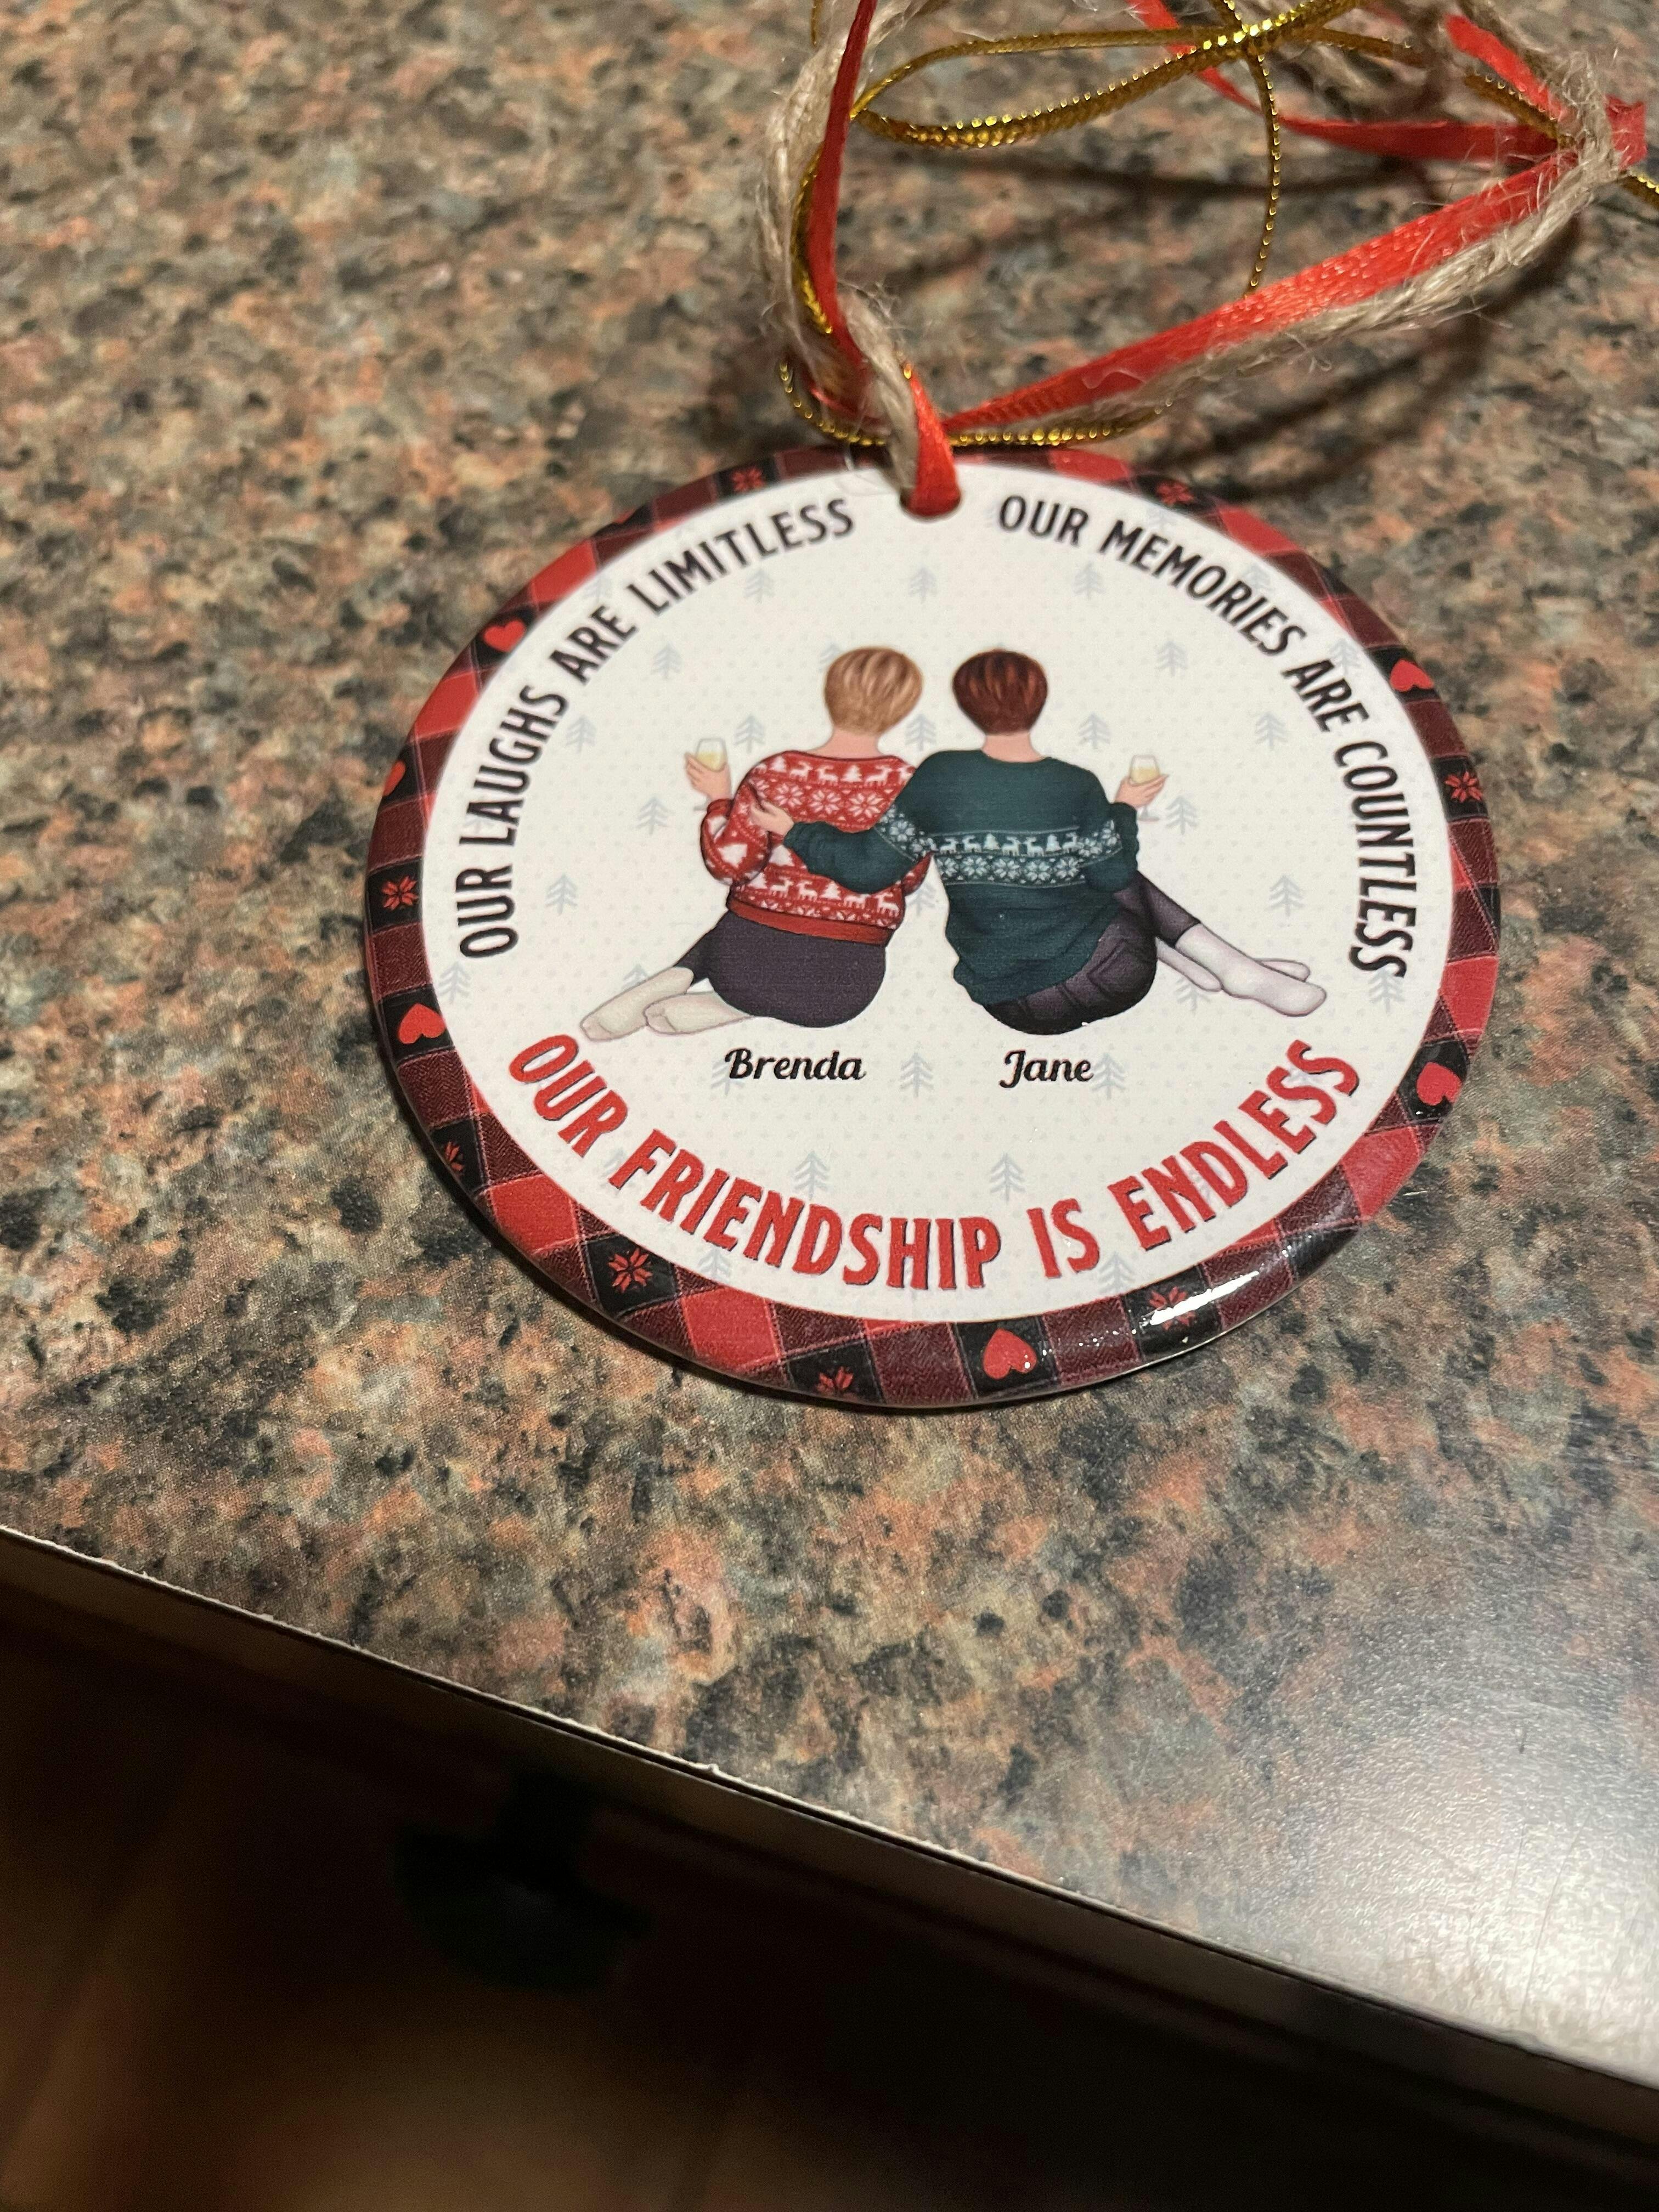 OUR LAUGHS ARE LIMITLESS
OUR MEMORIES ARE COUNTLESS
Brenda
Jane
OUR FRIENDSHIP IS ENDLESS